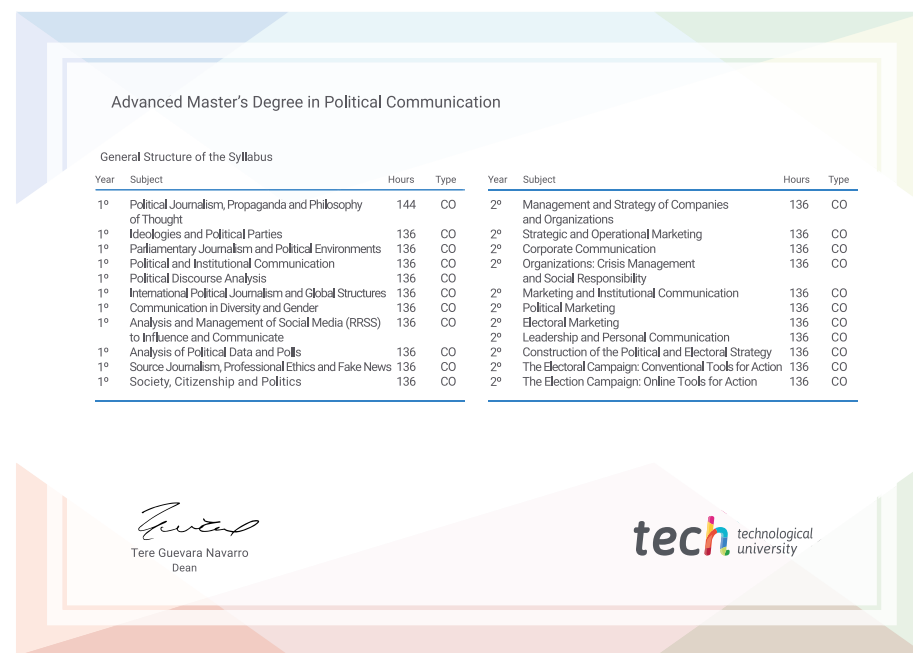 Advanced Master's Degree in Political Communication
General Structure of the Syllabus
Year Subject Hours Type
1º Political Journalism, Propaganda and Philosophy 144 CO
of Thought
1º Ideologies and Political Parties 136 CO
1º Parliamentary Journalism and Political Environments 136 CO
1º Political and Institutional Communication 136 CO
1º Political Discourse Analysis 136 CO
1º International Political Journalism and Global Structures 136 CO
1º Communication in Diversity and Gender 136 CO
1º Analysis and Management of Social Media (RRSS) 136 CO
to Influence and Communicate
1º Analysis of Political Data and Polls 136 CO
1º Source Journalism, Professional Ethics and Fake News 136 CO
1º Society, Citizenship and Politics 136 CO
Year Subject Hours Type
2º Management and Strategy of Companies 136 CO
and Organizations
2º Strategic and Operational Marketing 136 CO
2º Corporate Communication 136 CO
2º Organizations: Crisis Management 136 CO
and Social Responsibility
2º Marketing and Institutional Communication 136 CO
2º Political Marketing 136 CO
2º Electoral Marketing 136 CO
2º Leadership and Personal Communication 136 CO
2º Construction of the Political and Electoral Strategy 136 CO
2º The Electoral Campaign: Conventional Tools for Action 136 CO
2º The Election Campaign: Online Tools for Action 136 CO
Tere Guevara Navarro
Dean
tech technological
university